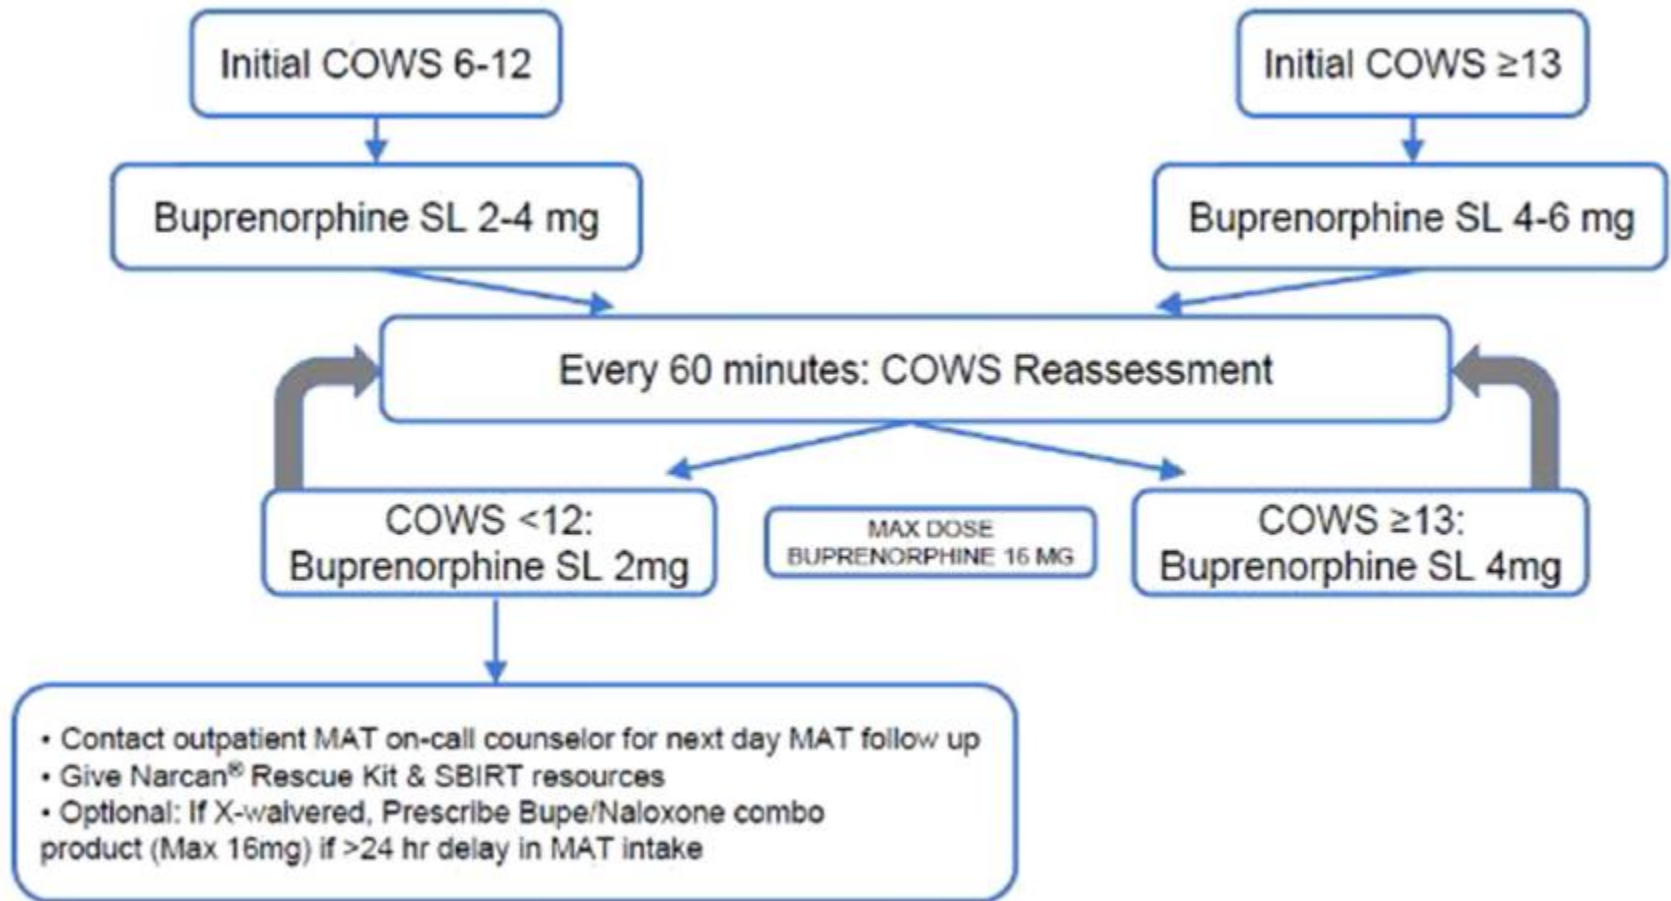 Initial COWS 6-12
Initial COWS ≥13
Buprenorphine SL 2-4 mg
Buprenorphine SL 4-6 mg
Every 60 minutes: COWS Reassessment
COWS <12:
Buprenorphine SL 2mg
MAX DOSE
BUPRENORPHINE 16 MG
COWS ≥13:
Buprenorphine SL 4mg
• Contact outpatient MAT on-call counselor for next day MAT follow up
• Give Narcan® Rescue Kit & SBIRT resources
• Optional: If X-waivered, Prescribe Bupe/Naloxone combo
product (Max 16mg) if >24 hr delay in MAT intake